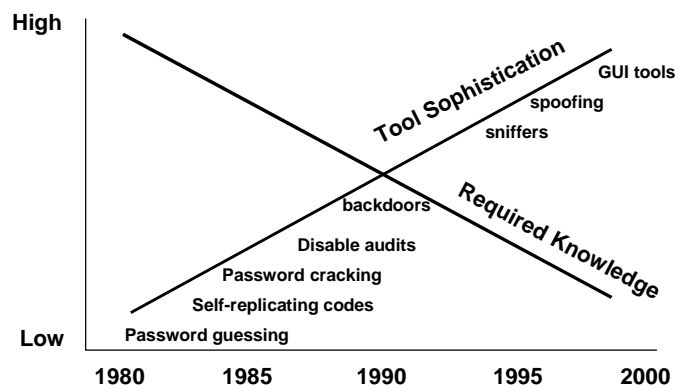 High
Tool Sophistication
GUI tools
spoofing
sniffers
backdoors
Required Knowledge
Disable audits
Password cracking
Self-replicating codes
Password guessing
Low
1980 1985 1990 1995 2000